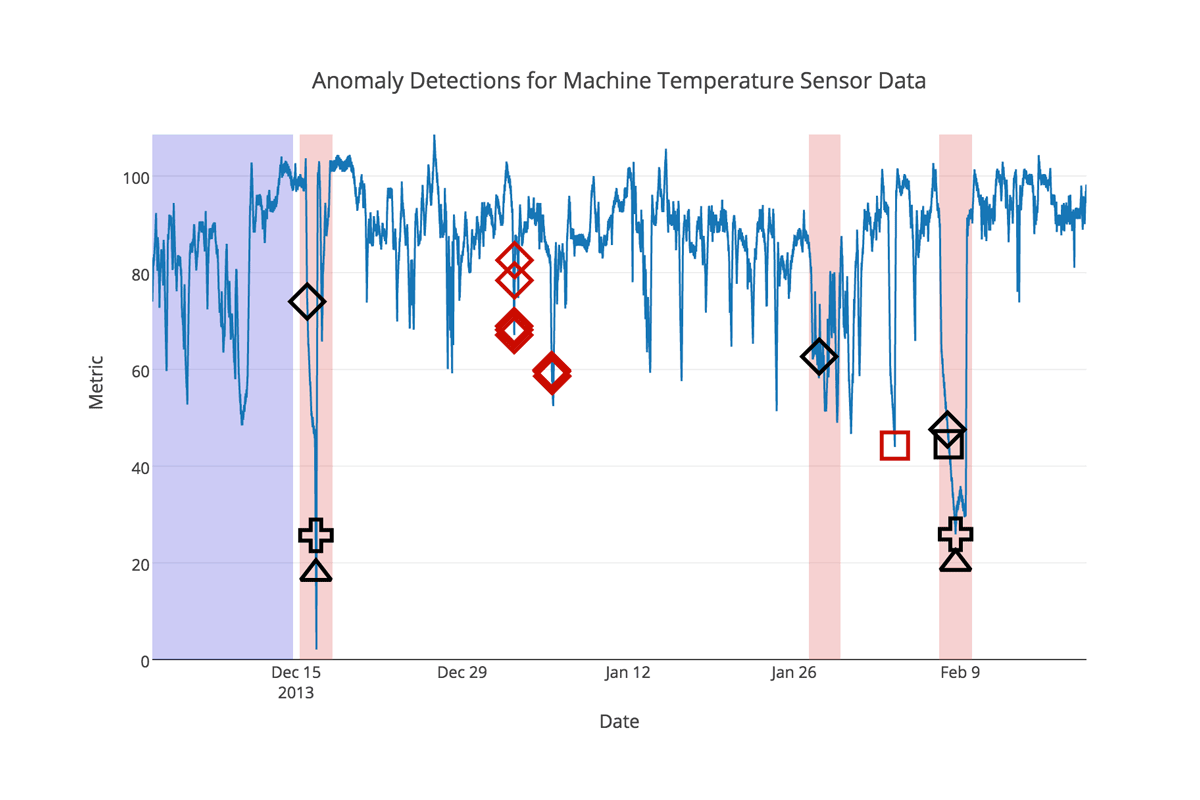 Anomaly Detections for Machine Temperature Sensor Data
100
80
60
40
20
0
Metric
Dec 15
2013
Dec 29
Jan 12
Jan 26
Feb 9
Date